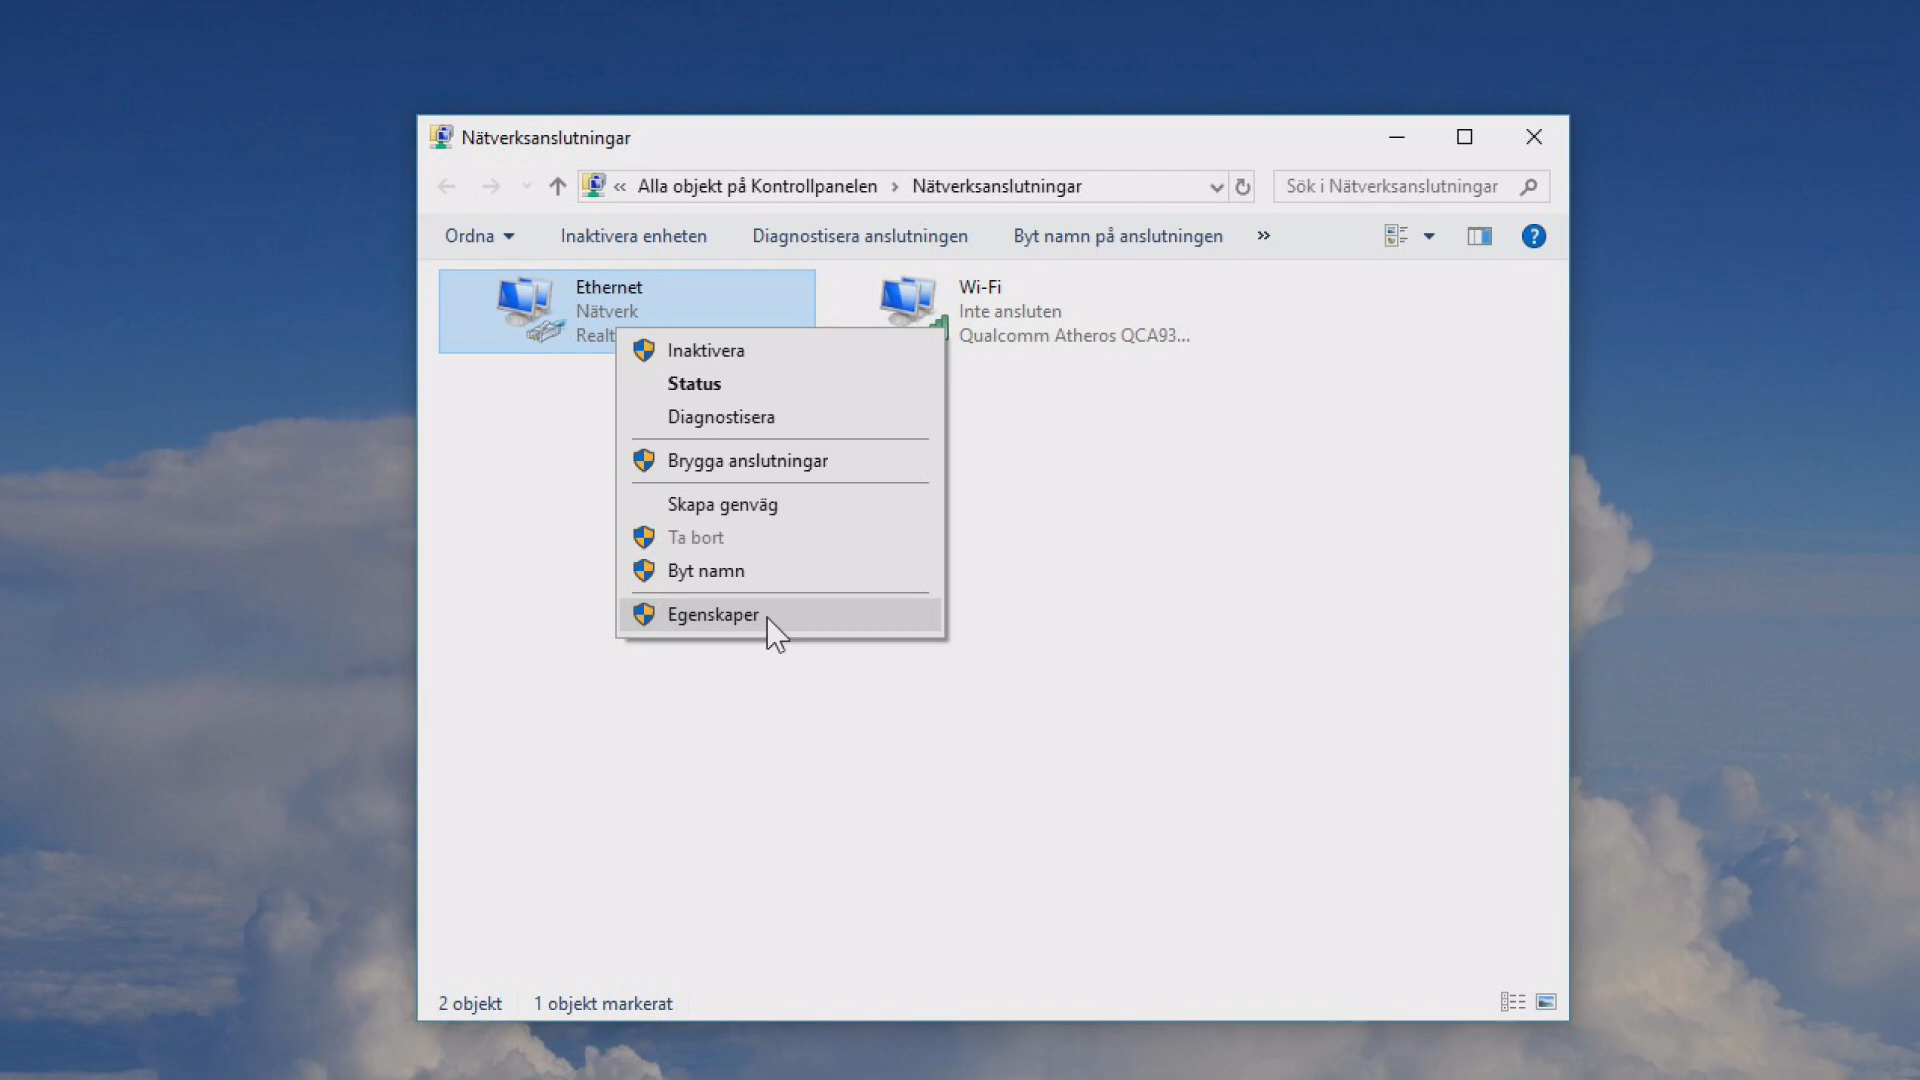 Nätverksanslutningar
« Alla objekt på Kontrollpanelen › Nätverksanslutningar
Sök i Nätverksanslutningar
Ordna Inaktivera enheten Diagnostisera anslutningen Byt namn på anslutningen » ?
Ethernet
Nätverk
Realt
Wi-Fi
Inte ansluten
Qualcomm Atheros QCA93...
Inaktivera
Status
Diagnostisera
Brygga anslutningar
Skapa genväg
Ta bort
Byt namn
Egenskaper
2 objekt 1 objekt markerat